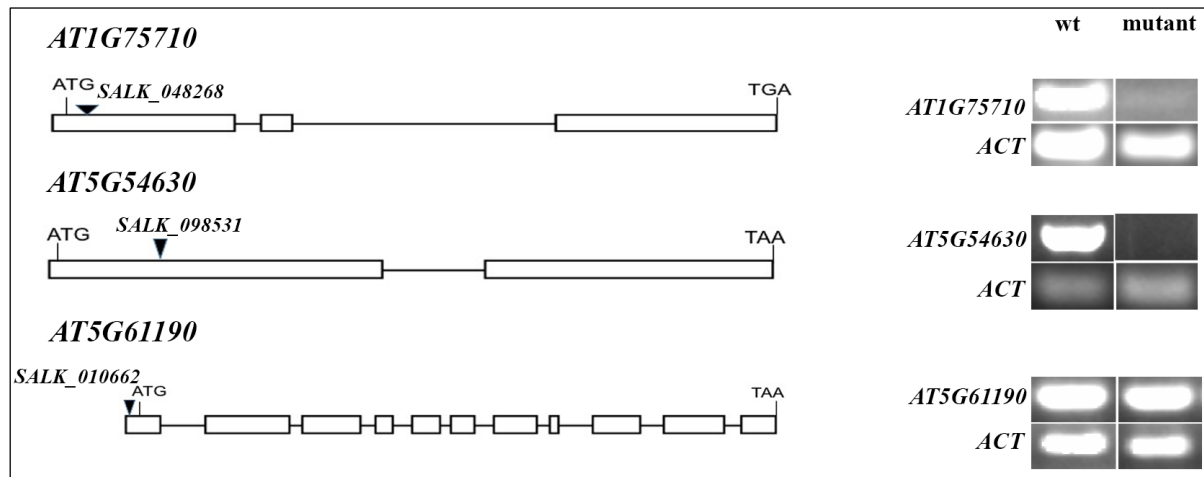 AT1G75710
wt mutant
ATG SALK_048268
TGA
AT1G75710
ACT
AT5G54630
ATG SALK_098531
TAA
AT5G54630
ACT
AT5G61190
SALK_010662
ATG
TAA
AT5G61190
ACT